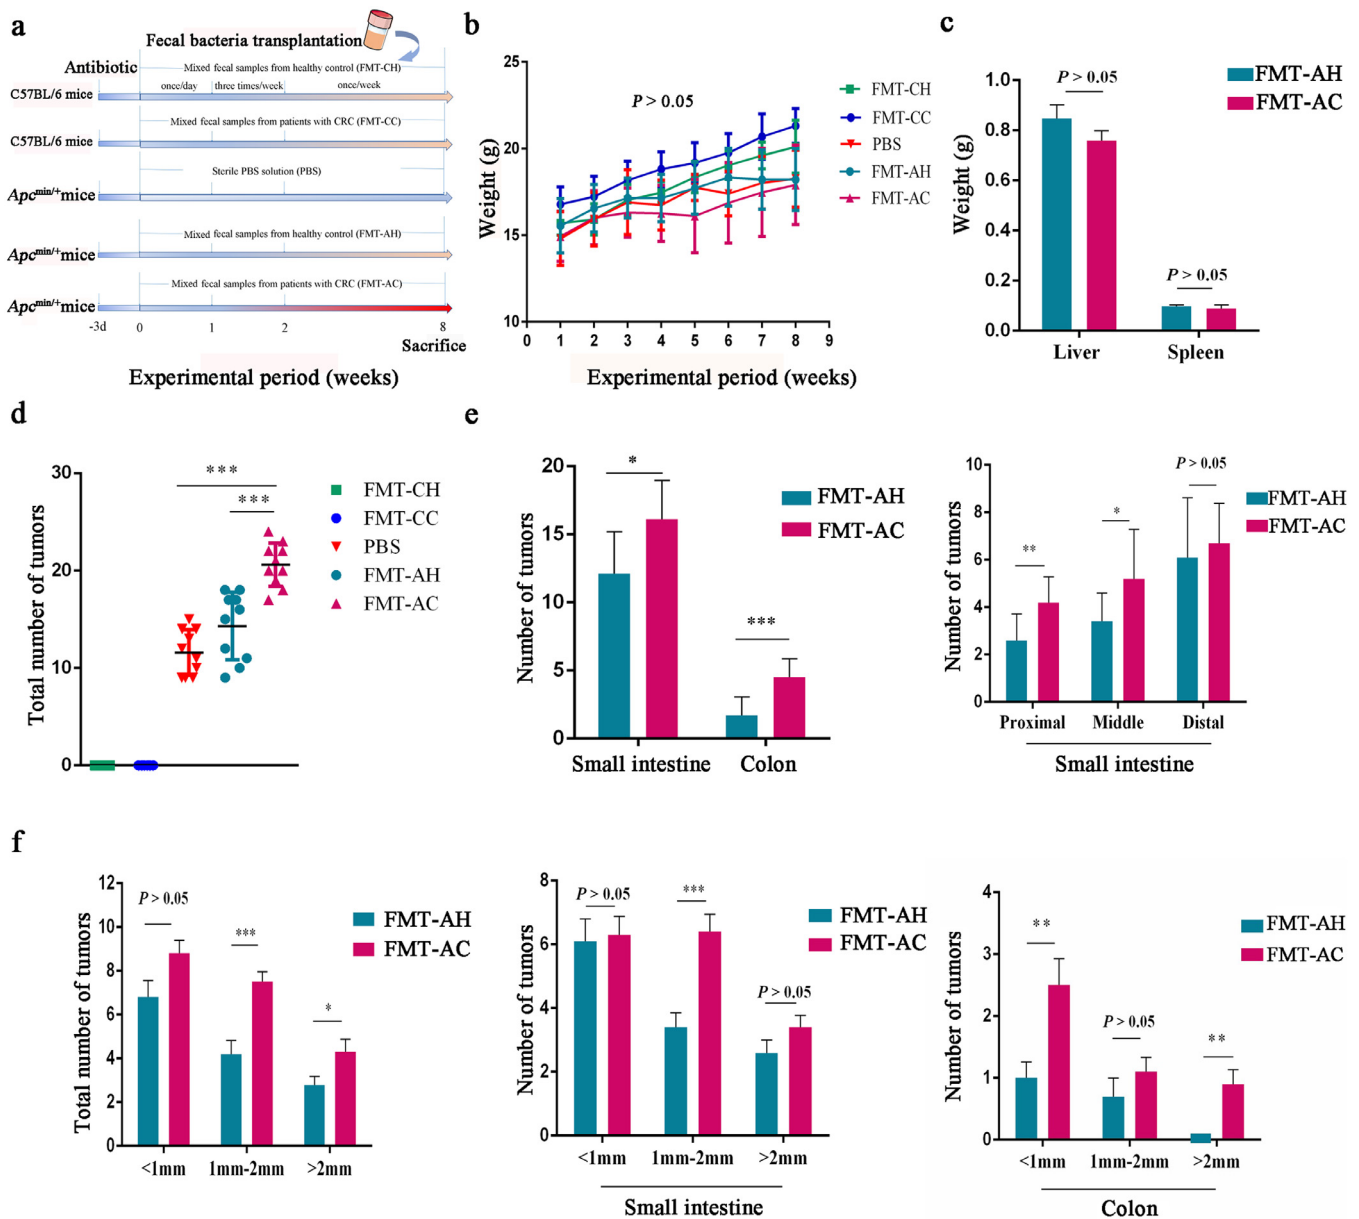 a
Fecal bacteria transplantation
Antibiotic
Mixed fecal samples from healthy control (FMT-CH)
C57BL/6 mice
once/day
three times/week
once/week
Mixed fecal samples from patients with CRC (FMT-CC)
C57BL/6 mice
Sterile PBS solution (PBS)
Apcmin/+mice
Mixed fecal samples from healthy control (FMT-AH)
Apcmin/+mice
Mixed fecal samples from patients with CRC (FMT-AC)
Apcmin/+mice
-3d 0 1 2 8
Sacrifice
Experimental period (weeks)
b
Weight (g)
25
20
15
10
P > 0.05
FMT-CH
FMT-CC
PBS
FMT-AH
FMT-AC
0 1 2 3 4 5 6 7 8 9
Experimental period (weeks)
c
Weight (g)
1.0
0.8
0.6
0.4
0.2
0.0
P > 0.05
P > 0.05
FMT-AH
FMT-AC
Liver Spleen
d
Total number of tumors
30
20
10
0
***
***
FMT-CH
FMT-CC
PBS
FMT-AH
FMT-AC
e
Number of tumors
20
15
10
5
0
*
***
FMT-AH
FMT-AC
Small intestine Colon
Number of tumors
10
8
6
4
2
0
**
*
P > 0.05
FMT-AH
FMT-AC
Proximal Middle Distal
Small intestine
f
Total number of tumors
12
10
8
6
4
2
0
P > 0.05
***
*
FMT-AH
FMT-AC
<1mm 1mm-2mm >2mm
Number of tumors
8
6
4
2
0
P > 0.05
***
P > 0.05
FMT-AH
FMT-AC
<1mm 1mm-2mm >2mm
Small intestine
Number of tumors
4
3
2
1
0
**
P > 0.05
**
FMT-AH
FMT-AC
<1mm 1mm-2mm >2mm
Colon